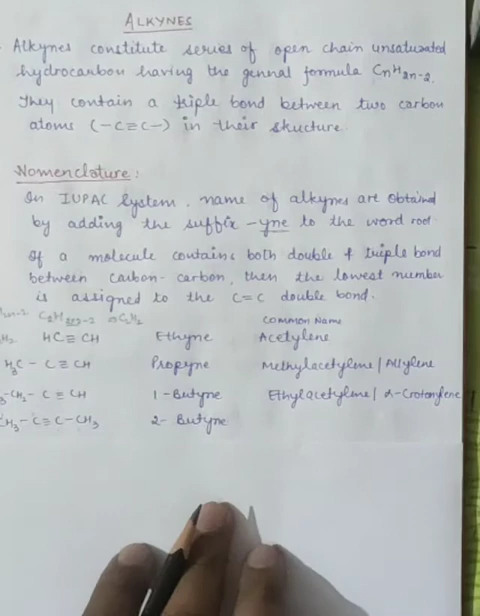 ALKYNES
Alkynes constitute series of open chain unsaturated
hydrocarbon having the general formula CnH2n-2.
They contain a triple bond between two carbon
atoms (-C≡C-) in their structure.
Nomenclature:
In IUPAC System, name of alkynes are obtained
by adding the suffix -yne to the word root
If a molecule contains both double & triple bond
between carbon-carbon, then the lowest number
is assigned to the C=C double bond.
COMMON NAME
HC≡CH Ethyne Acetylene
H3C-C≡CH Propyne Methylacetylene / Allylene
-CH2-C≡CH 1-Butyne Ethylacetylene /
CH3-C≡C-CH3 2-Butyne